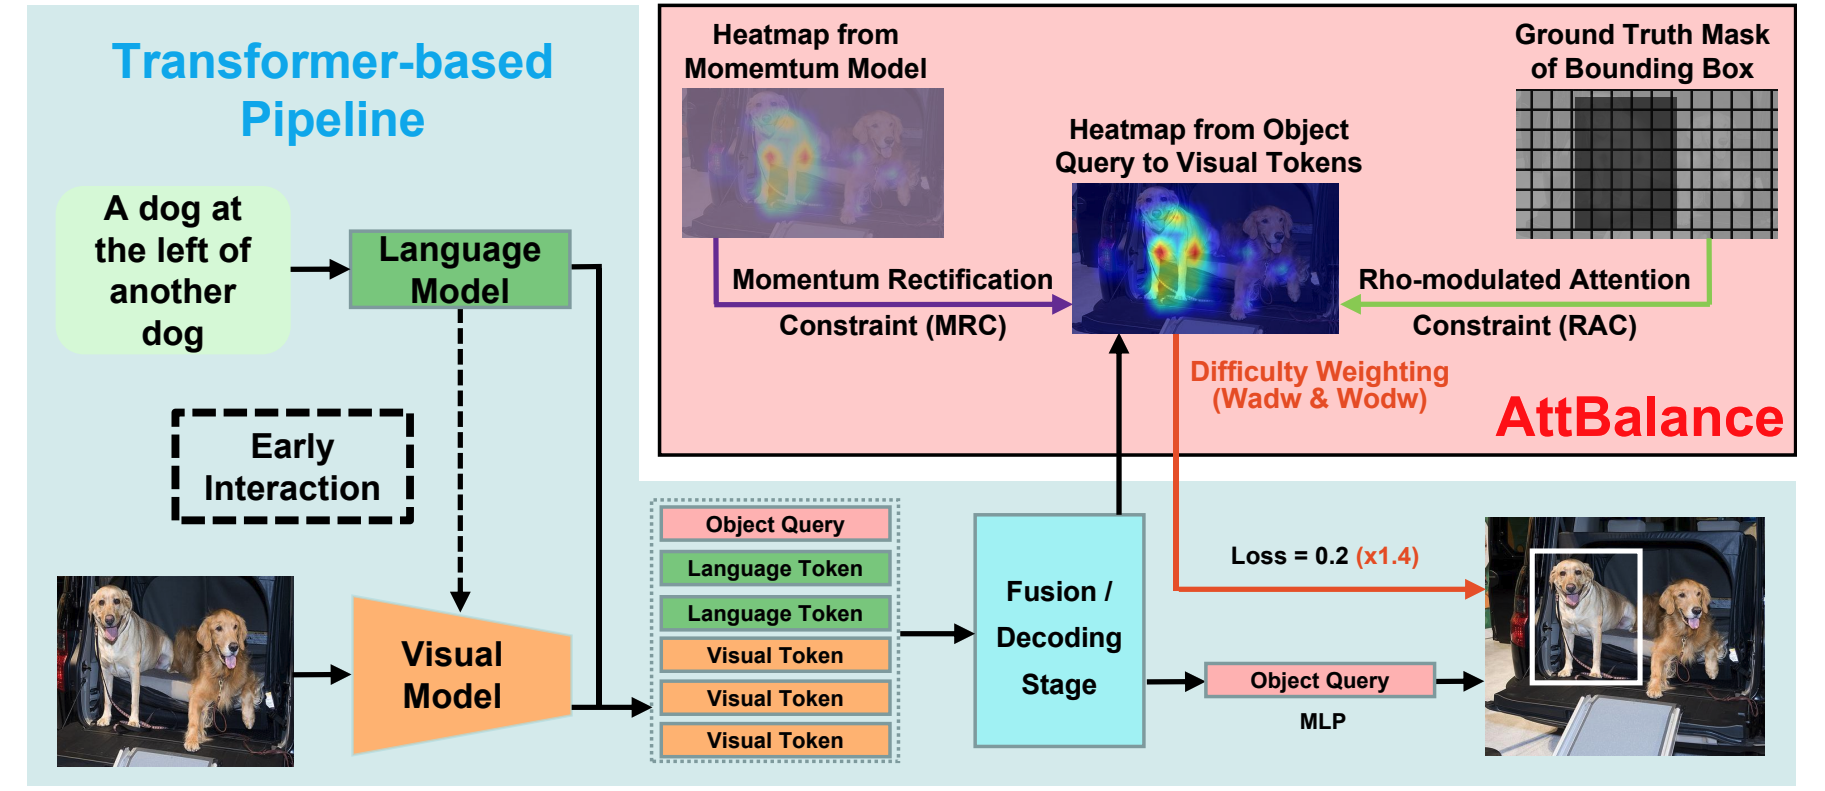 Transformer-based
Pipeline
A dog at
the left of
another
dog
Language
Model
Early
Interaction
Visual
Model
Heatmap from
Momemtum Model
Heatmap from Object
Query to Visual Tokens
Ground Truth Mask
of Bounding Box
Momentum Rectification
Constraint (MRC)
Rho-modulated Attention
Constraint (RAC)
Difficulty Weighting
(Wadw & Wodw)
AttBalance
Object Query
Language Token
Language Token
Visual Token
Visual Token
Visual Token
Fusion /
Decoding
Stage
Loss = 0.2 (x1.4)
Object Query
MLP